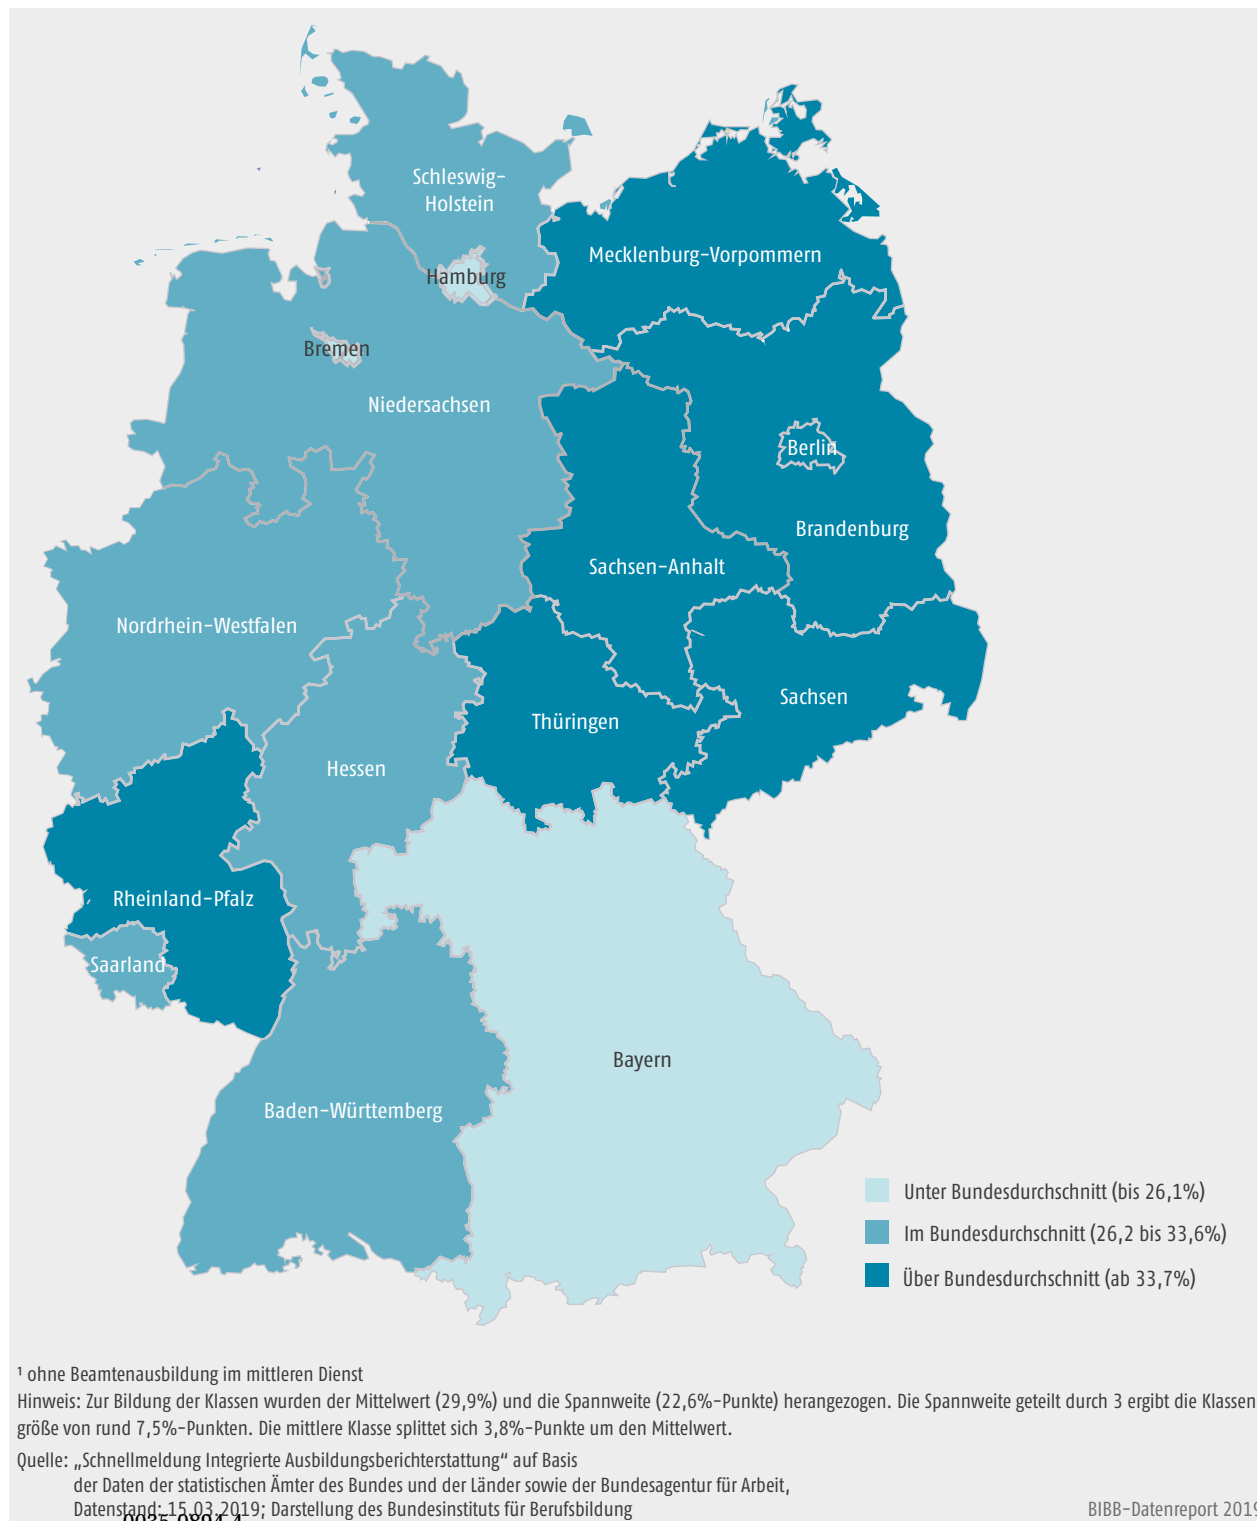 Schleswig-
Holstein
Mecklenburg-Vorpommern
Hamburg
Bremen
Niedersachsen
Berlin
Brandenburg
Sachsen-Anhalt
Nordrhein-Westfalen
Sachsen
Thüringen
Hessen
Rheinland-Pfalz
Saarland
Bayern
Baden-Württemberg
Unter Bundesdurchschnitt (bis 26,1%)
Im Bundesdurchschnitt (26,2 bis 33,6%)
Über Bundesdurchschnitt (ab 33,7%)
¹ ohne Beamtenausbildung im mittleren Dienst
Hinweis: Zur Bildung der Klassen wurden der Mittelwert (29,9%) und die Spannweite (22,6%-Punkte) herangezogen. Die Spannweite geteilt durch 3 ergibt die Klassen
größe von rund 7,5%-Punkten. Die mittlere Klasse splittet sich 3,8%-Punkte um den Mittelwert.
Quelle: „Schnellmeldung Integrierte Ausbildungsberichterstattung“ auf Basis
der Daten der statistischen Ämter des Bundes und der Länder sowie der Bundesagentur für Arbeit,
Datenstand: 15.03.2019; Darstellung des Bundesinstituts für Berufsbildung
BIBB-Datenreport 2019